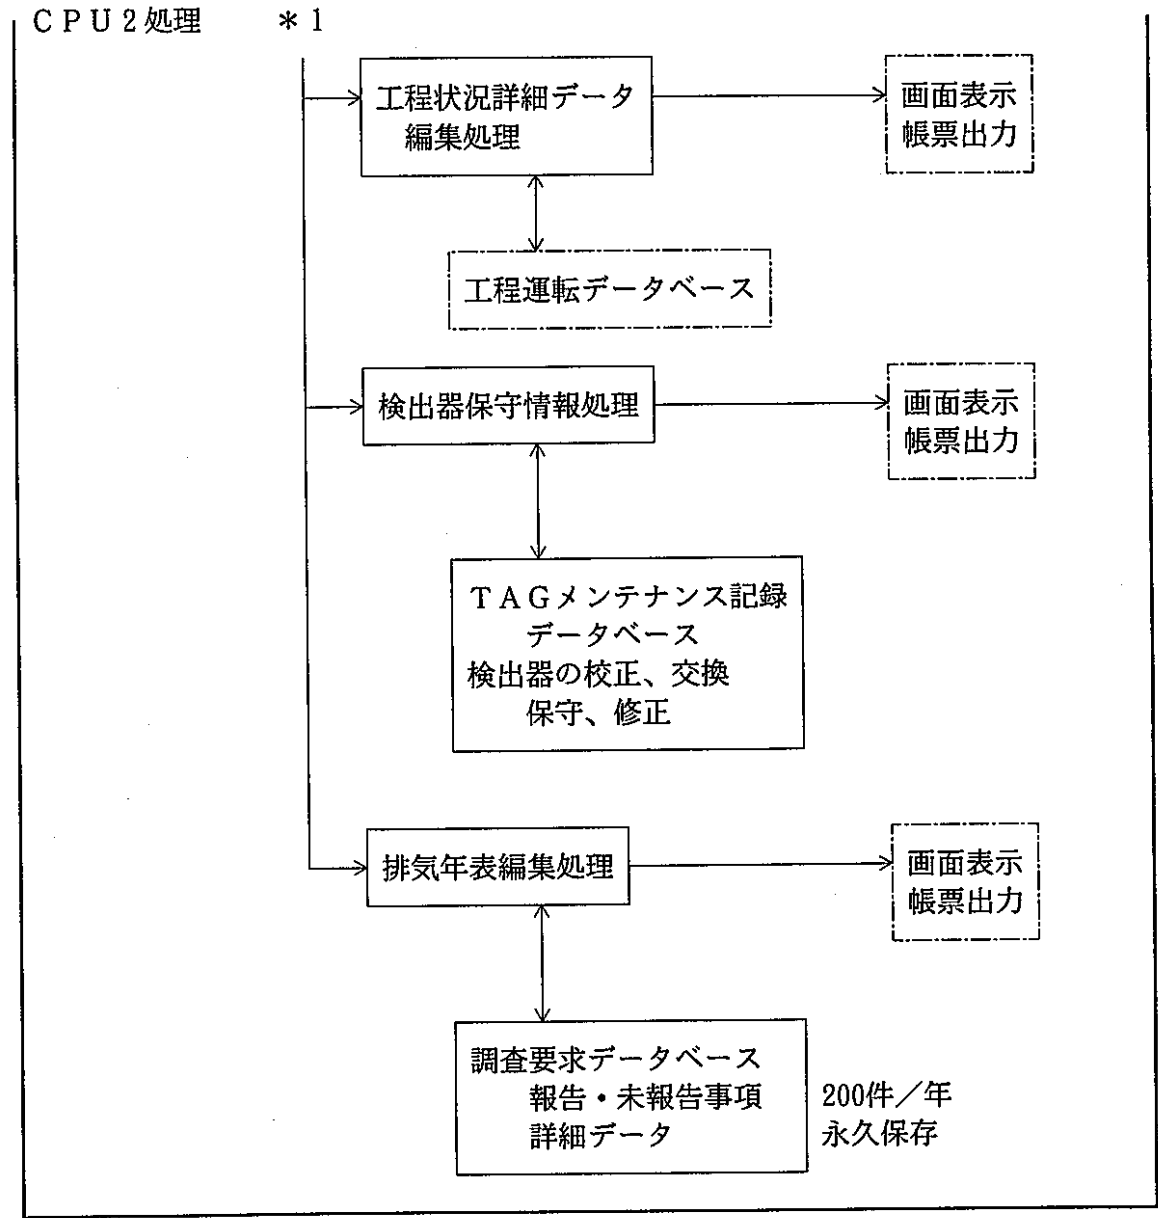 ＣＰＵ２処理　　＊１
工程状況詳細データ
編集処理
画面表示
帳票出力
工程運転データベース
検出器保守情報処理
画面表示
帳票出力
ＴＡＧメンテナンス記録
データベース
検出器の校正、交換
保守、修正
排気年表編集処理
画面表示
帳票出力
調査要求データベース
報告・未報告事項
詳細データ
200件／年
永久保存